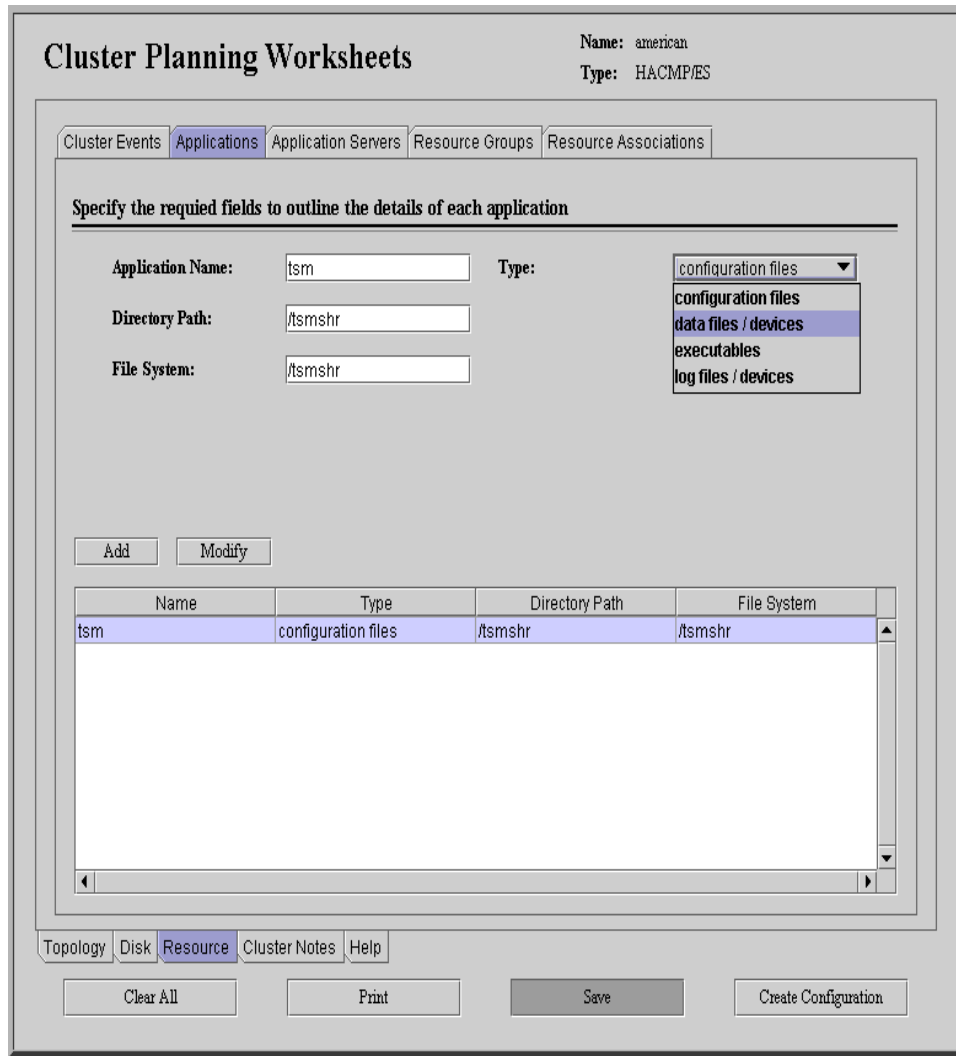 Cluster Planning Worksheets
Name: american
Type: HACMP/ES
Cluster Events Applications Application Servers Resource Groups Resource Associations
Specify the requied fields to outline the details of each application
Application Name: tsm Type: configuration files
configuration files
Directory Path: /tsmshr data files / devices
executables
File System: /tsmshr log files / devices
Add Modify
Name Type Directory Path File System
tsm configuration files /tsmshr /tsmshr
Topology Disk Resource Cluster Notes Help
Clear All Print Save Create Configuration